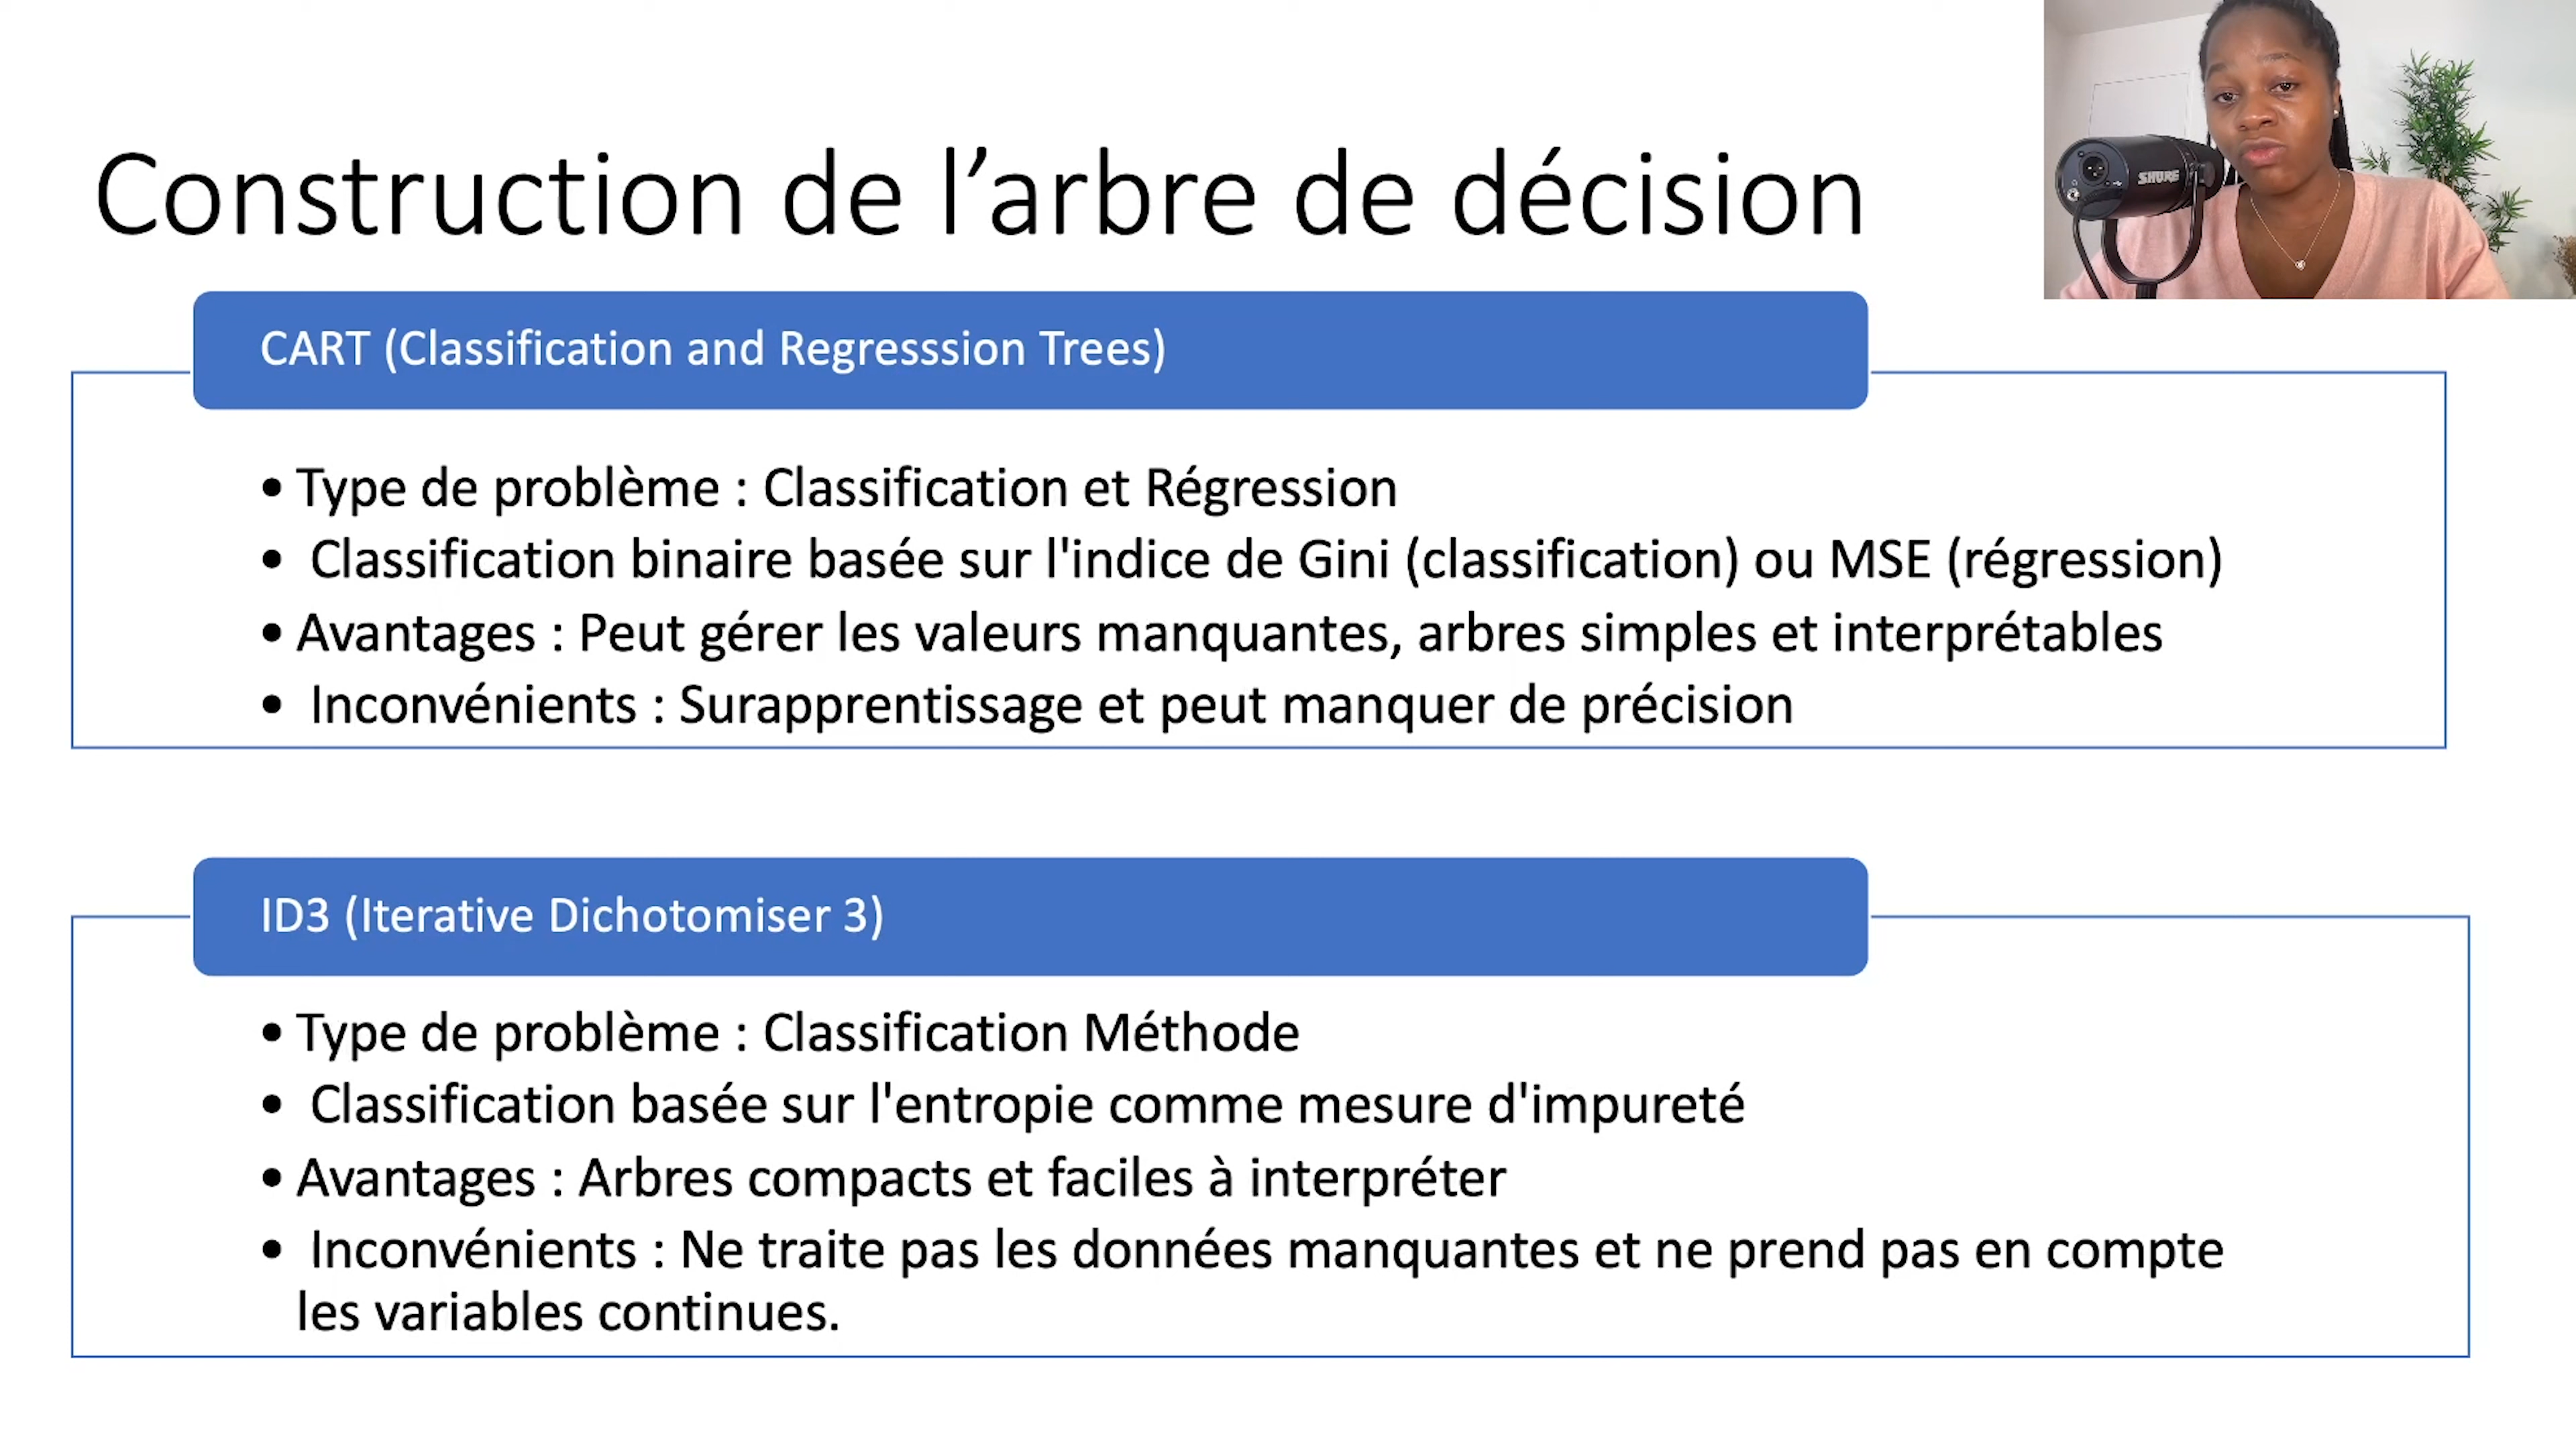 Construction de l’arbre de décision
SHURE
CART (Classification and Regresssion Trees)
• Type de problème : Classification et Régression
• Classification binaire basée sur l'indice de Gini (classification) ou MSE (régression)
• Avantages : Peut gérer les valeurs manquantes, arbres simples et interprétables
• Inconvénients : Surapprentissage et peut manquer de précision
ID3 (Iterative Dichotomiser 3)
• Type de problème : Classification Méthode
• Classification basée sur l'entropie comme mesure d'impureté
• Avantages : Arbres compacts et faciles à interpréter
• Inconvénients : Ne traite pas les données manquantes et ne prend pas en compte
les variables continues.